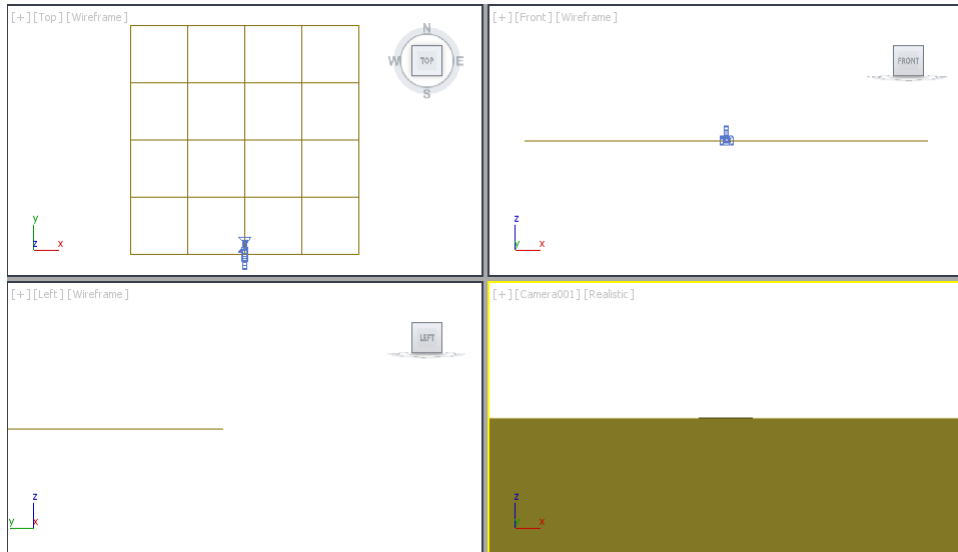 [+] [Top] [Wireframe]
N
W TOP E
S
y
z x
[+] [Front] [Wireframe]
FRONT
z
y x
[+] [Left] [Wireframe]
LEFT
z
y x
[+] [Camera001] [Realistic]
z
y x